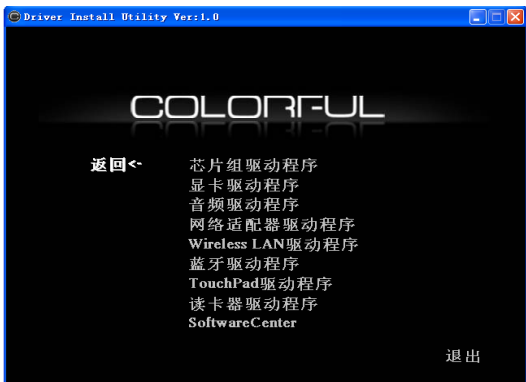 Driver Install Utility Ver:1.0
COLORFUL
返回<-
芯片组驱动程序
显卡驱动程序
音频驱动程序
网络适配器驱动程序
Wireless LAN驱动程序
蓝牙驱动程序
TouchPad驱动程序
读卡器驱动程序
SoftwareCenter
退出